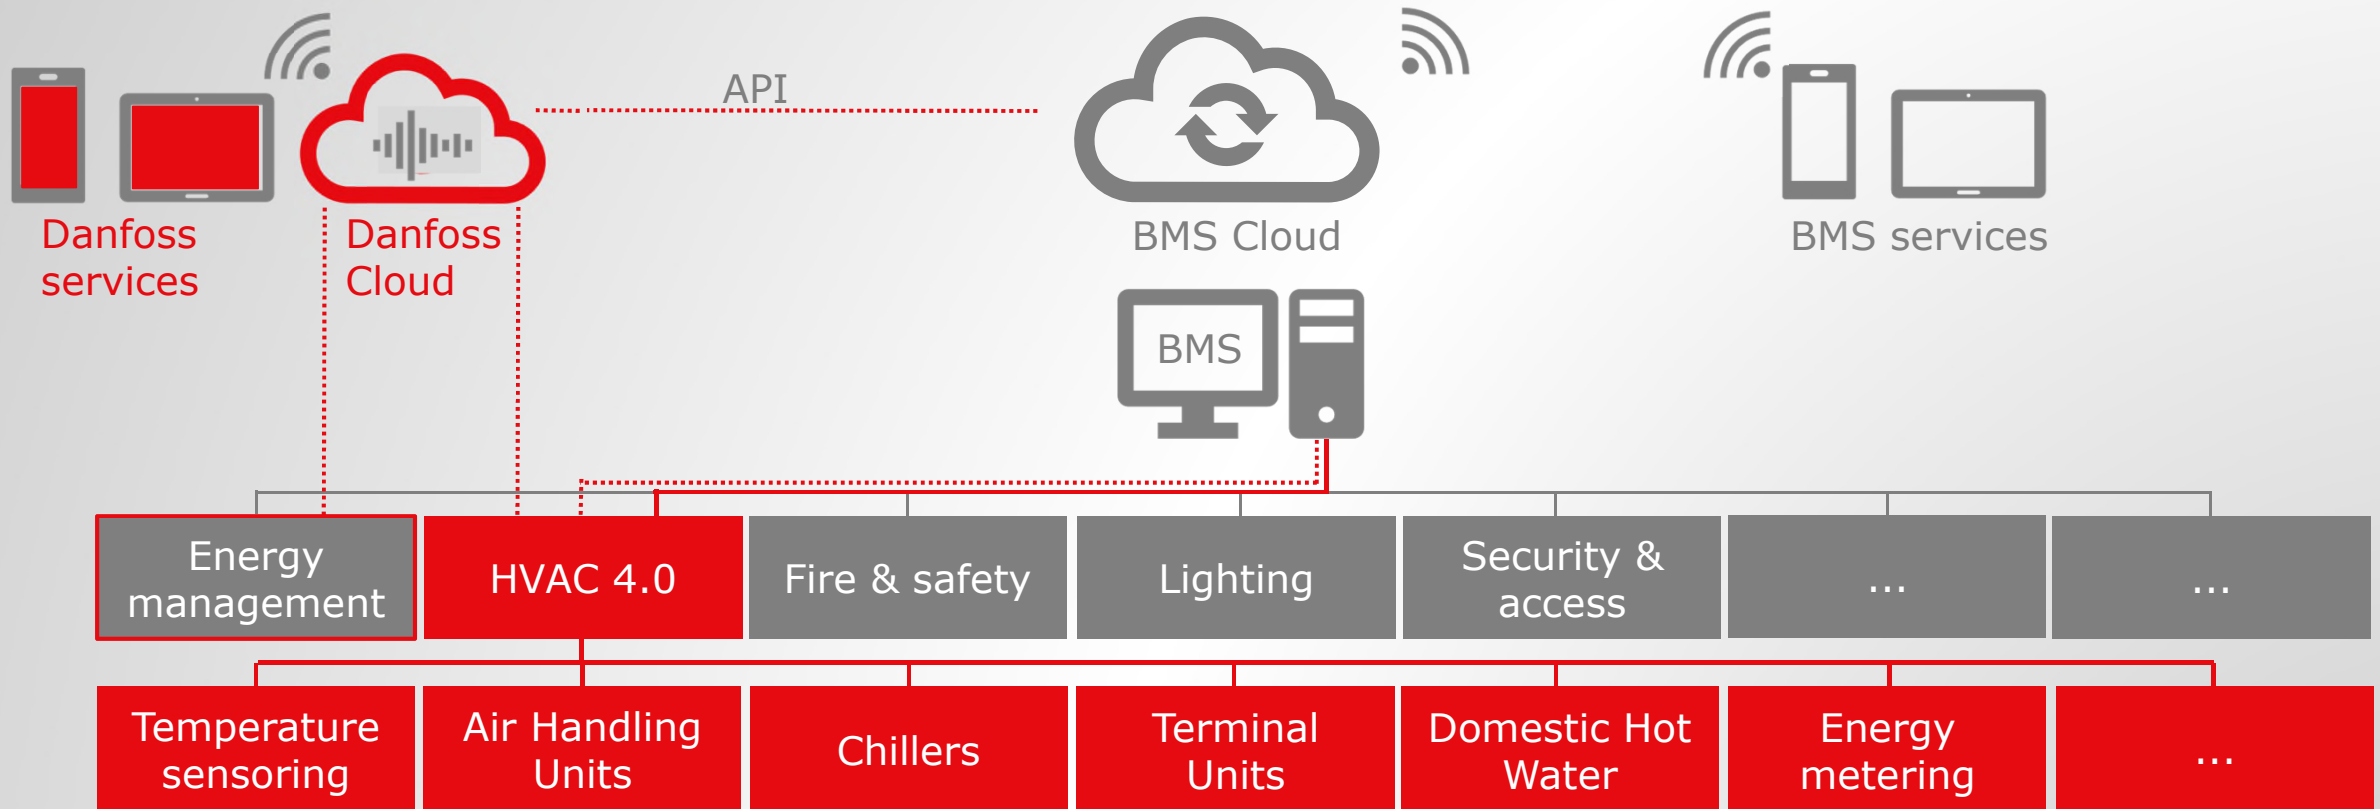 API
Danfoss
services
Danfoss
Cloud
BMS Cloud
BMS services
BMS
Energy
management
HVAC 4.0
Fire & safety
Lighting
Security &
access
...
...
Temperature
sensoring
Air Handling
Units
Chillers
Terminal
Units
Domestic Hot
Water
Energy
metering
...